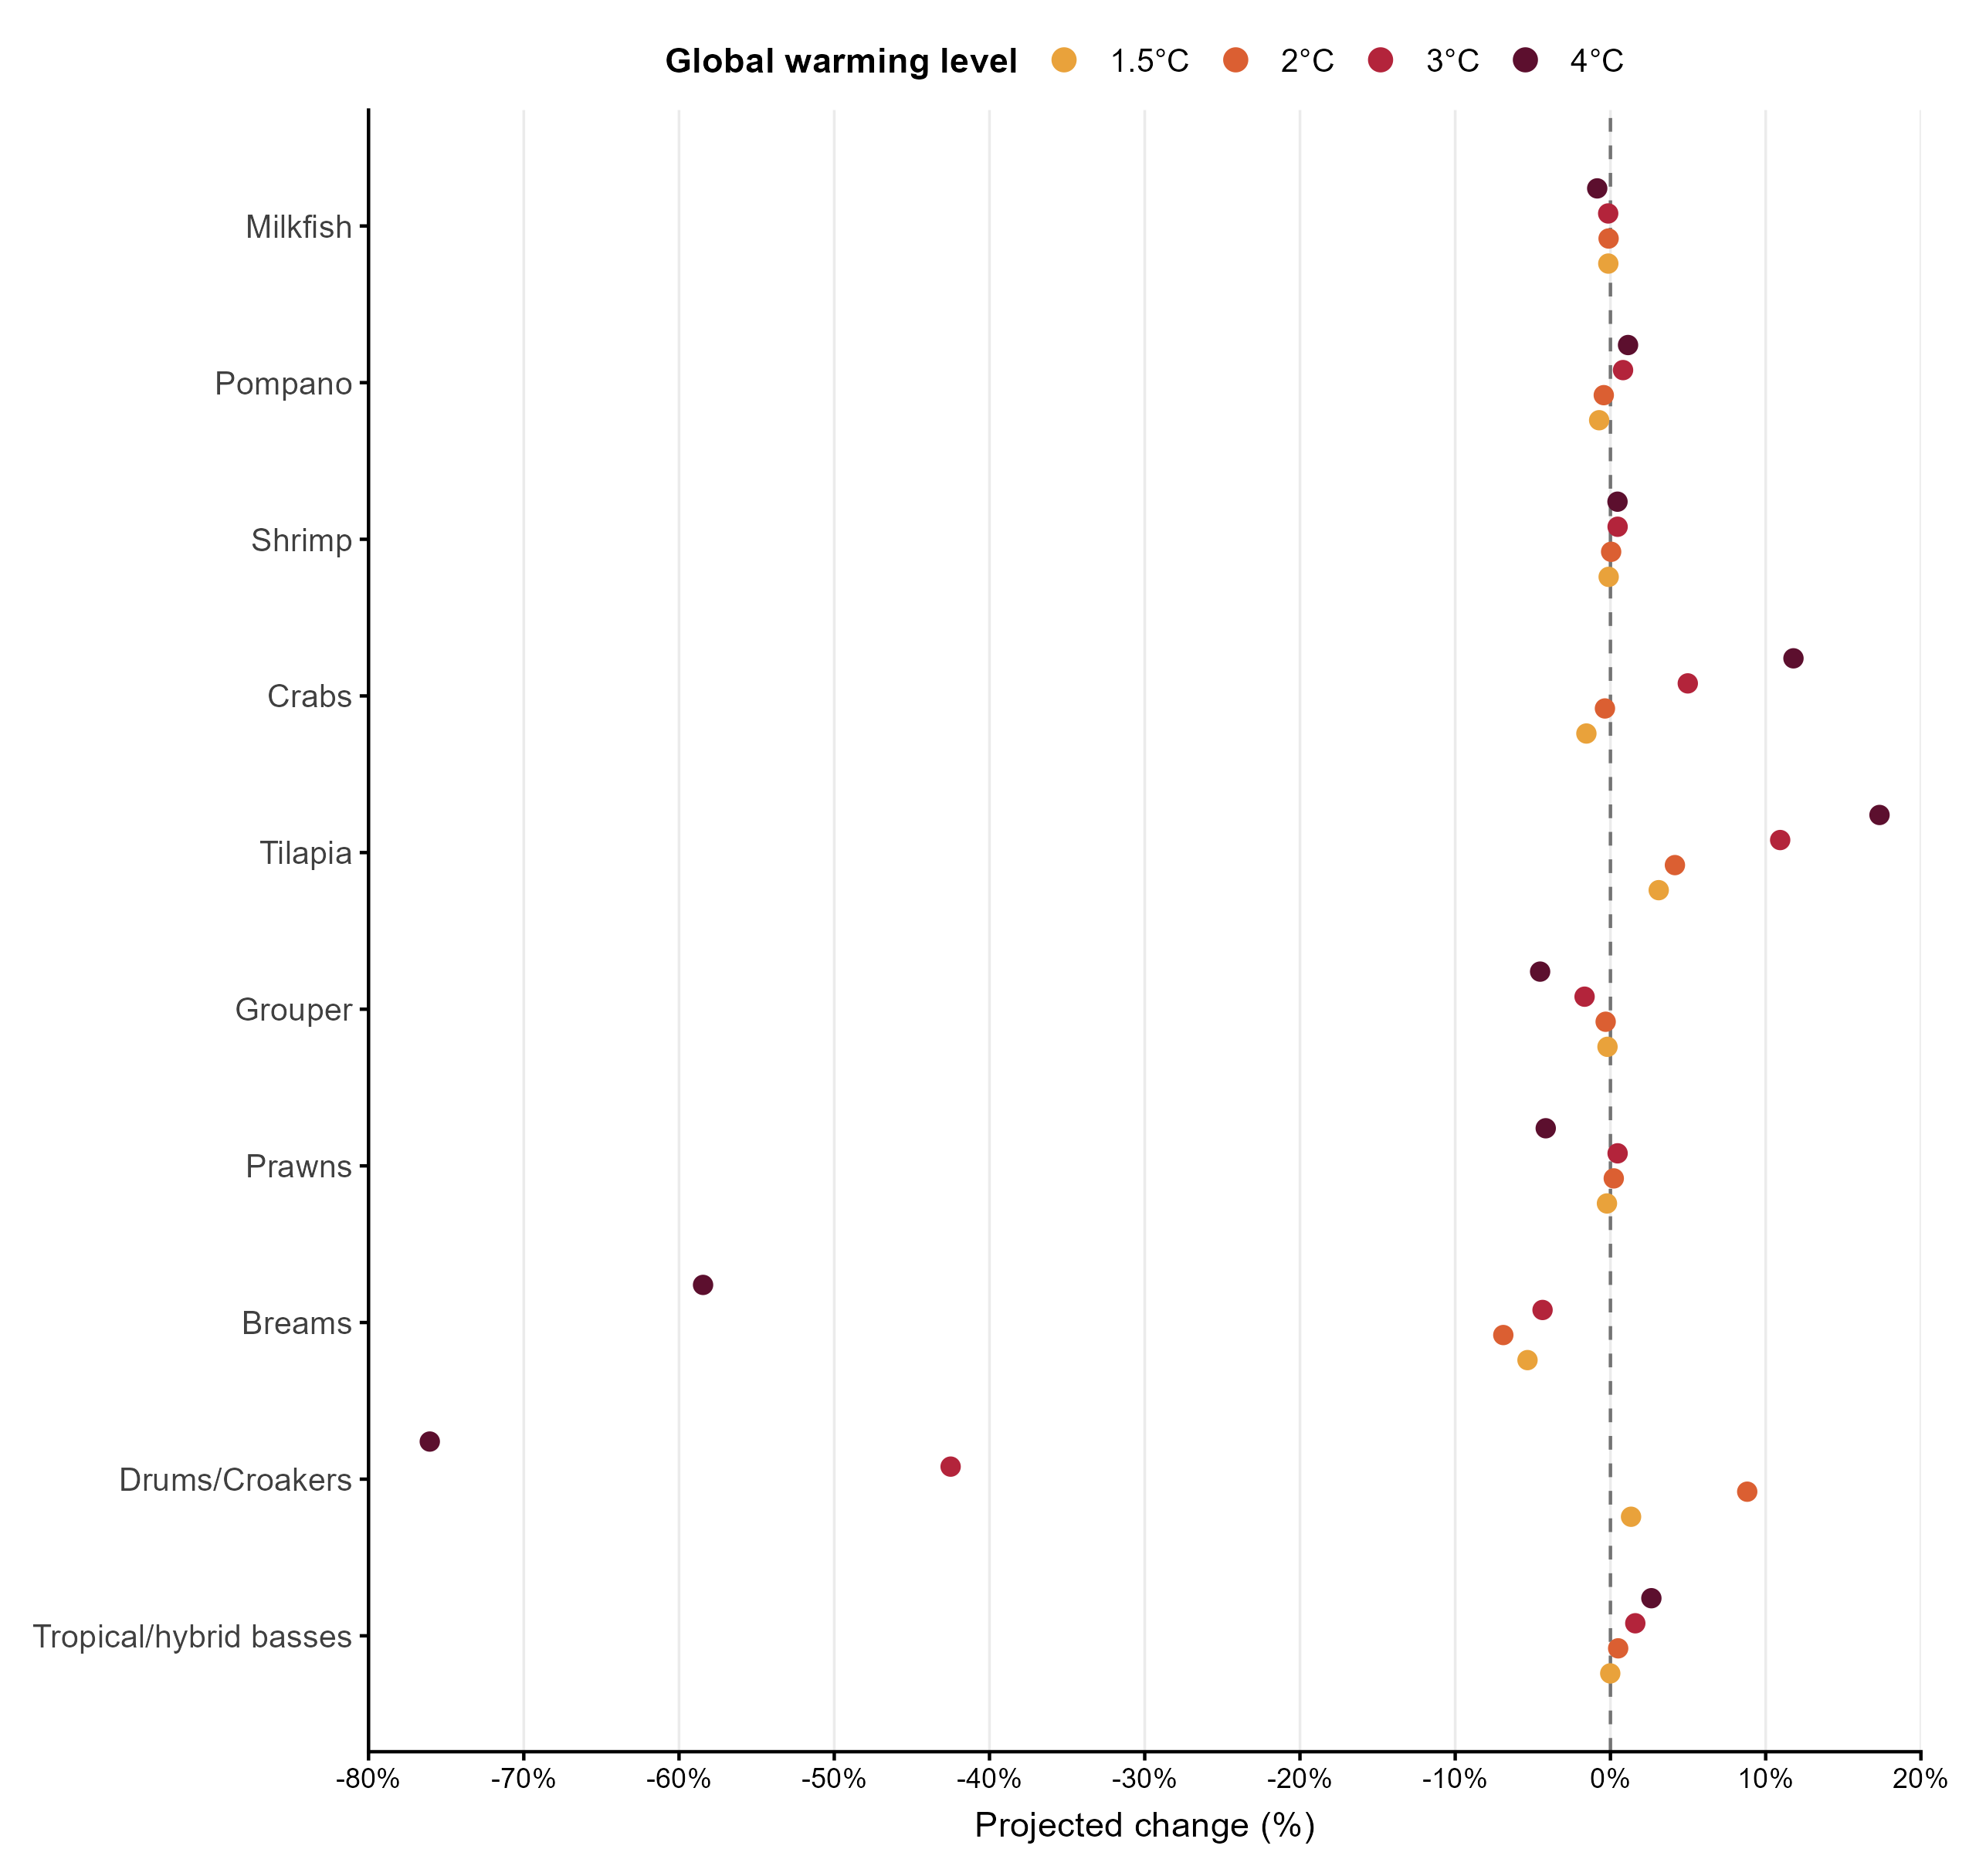 Global warming level 1.5°C 2°C 3°C 4°C
Milkfish
Pompano
Shrimp
Crabs
Tilapia
Grouper
Prawns
Breams
Drums/Croakers
Tropical/hybrid basses
-80% -70% -60% -50% -40% -30% -20% -10% 0% 10% 20%
Projected change (%)